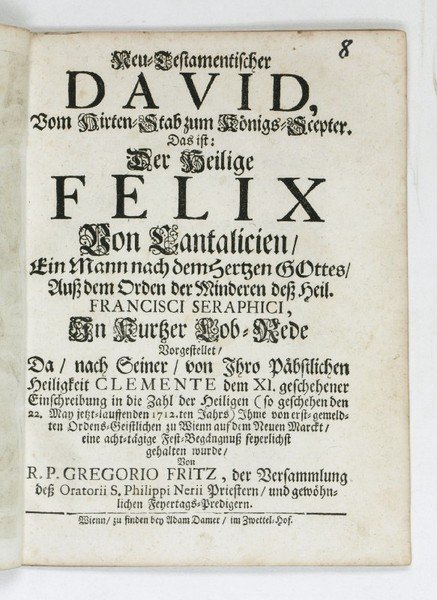 8
Neu-Testamentischer
DAVID,
Vom Hirten-Stab zum Königs-Scepter.
Das ist:
Der Heilige
FELIX
Von Cantalicien/
Ein Mann nach dem Hertzen GOttes/
Auß dem Orden der Minderen deß Heil.
FRANCISCI SERAPHICI,
In Kurtzer Lob-Rede
Vorgestellet/
Da/ nach Seiner/ von Ihro Päbstlichen
Heiligkeit CLEMENTE dem XI. geschehener
Einschreibung in die Zahl der Heiligen (so geschehen den
22. May jetzt-lauffenden 1712.ten Jahrs) Ihme von erst-gemeld-
ten Ordens-Geistlichen zu Wienn auf dem Neuen Marckt/
eine acht-tägige Fest-Begängnuß feyerlichst
gehalten wurde/
Von
R. P. GREGORIO FRITZ, der Versammlung
deß Oratorii S. Philippi Nerii Priestern/ und gewöhn-
lichen Feyertags-Predigern.
Wienn/ zu finden bey Adam Damer/ im Zwettel-Hof.